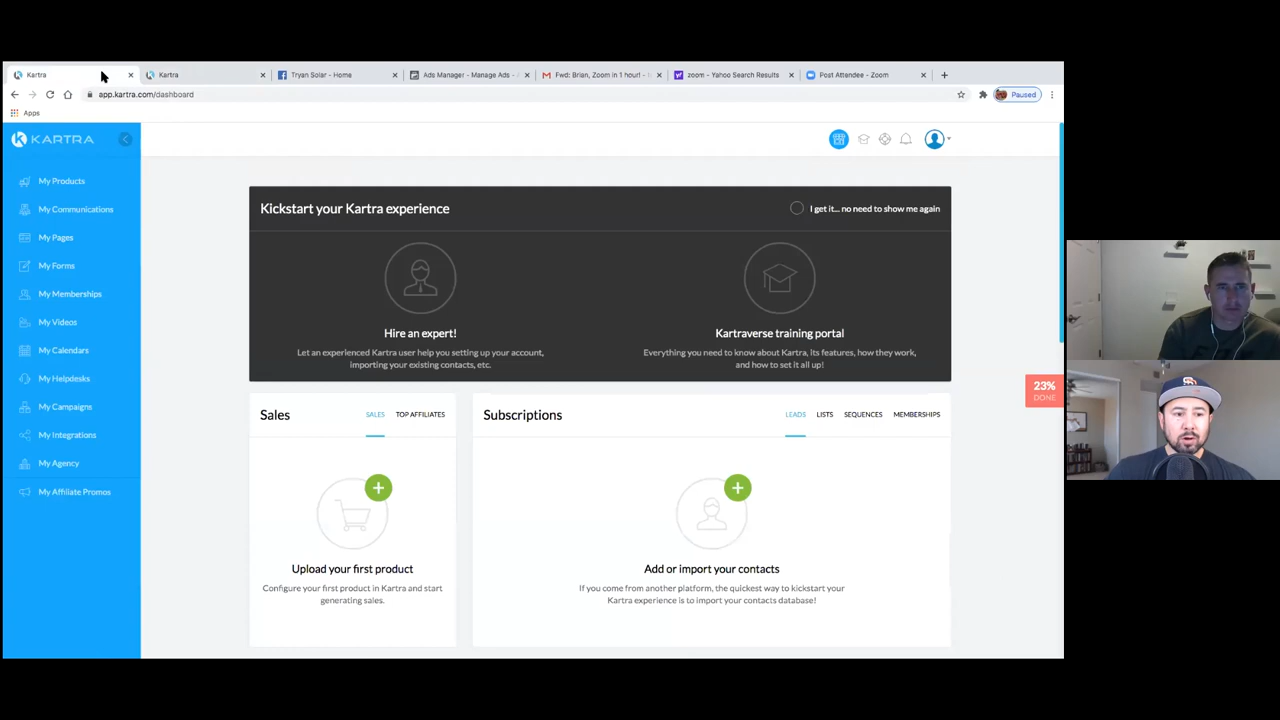 Kartra
Kartra
Tryan Solar - Home
Ads Manager - Manage Ads -
Fwd: Brian, Zoom in 1 hour! -
zoom - Yahoo Search Results
Post Attendee - Zoom
app.kartra.com/dashboard
Paused
Apps
KARTRA
My Products
My Communications
My Pages
My Forms
My Memberships
My Videos
My Calendars
My Helpdesks
My Campaigns
My Integrations
My Agency
My Affiliate Promos
Kickstart your Kartra experience
I get it... no need to show me again
Hire an expert!
Let an experienced Kartra user help you setting up your account,
importing your existing contacts, etc.
Kartraverse training portal
Everything you need to know about Kartra, its features, how they work,
and how to set it all up!
23%
DONE
Sales
SALES
TOP AFFILIATES
Upload your first product
Configure your first product in Kartra and start
generating sales.
Subscriptions
LEADS
LISTS
SEQUENCES
MEMBERSHIPS
Add or import your contacts
If you come from another platform, the quickest way to kickstart your
Kartra experience is to import your contacts database!